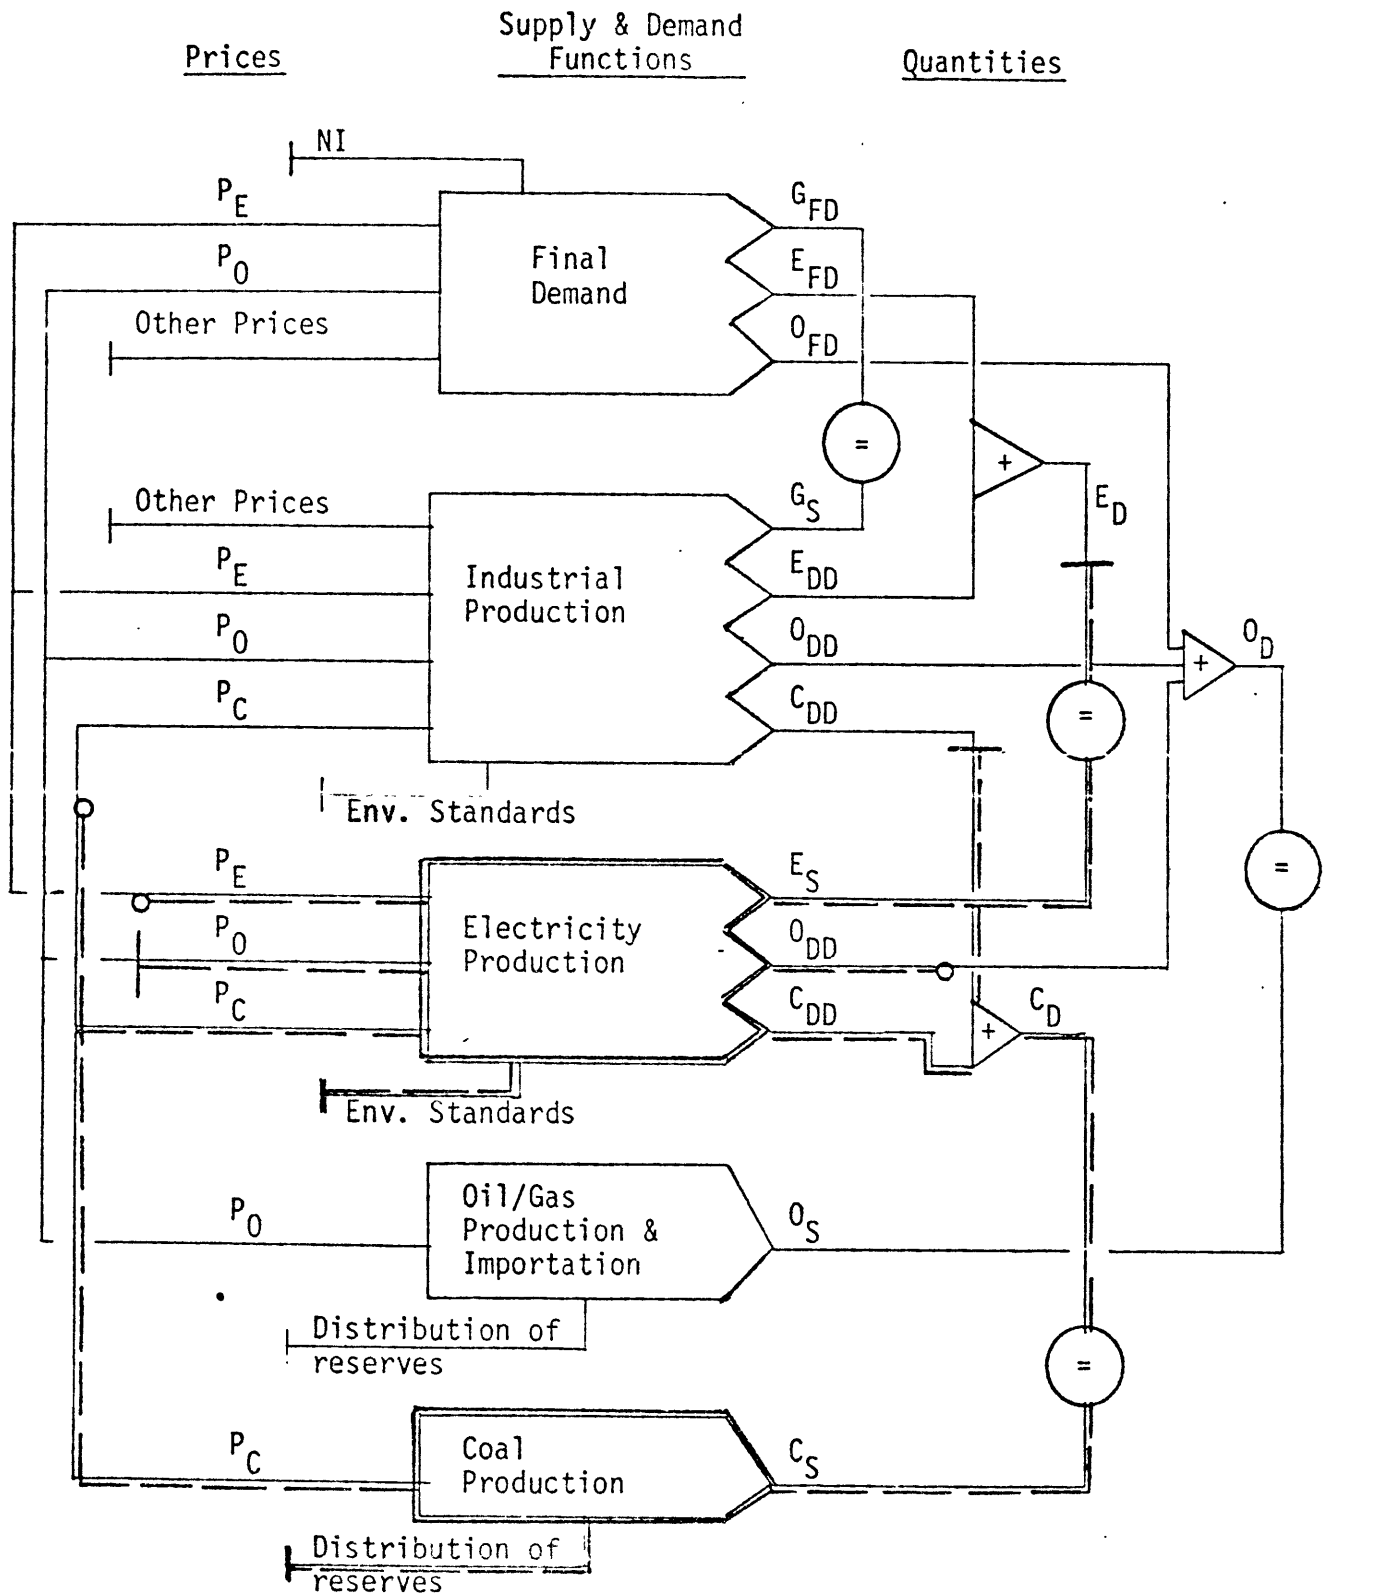 Supply & Demand
Prices Functions Quantities
NI
P_E
P_O
Other Prices
Final
Demand
G_FD
E_FD
O_FD
=
+
E_D
Other Prices
P_E
P_O
P_C
Industrial
Production
G_S
E_DD
O_DD
C_DD
Env. Standards
=
+
O_D
=
P_E
P_O
P_C
Electricity
Production
E_S
O_DD
C_DD
+
C_D
Env. Standards
P_O
Oil/Gas
Production &
Importation
O_S
Distribution of
reserves
=
P_C
Coal
Production
C_S
Distribution of
reserves